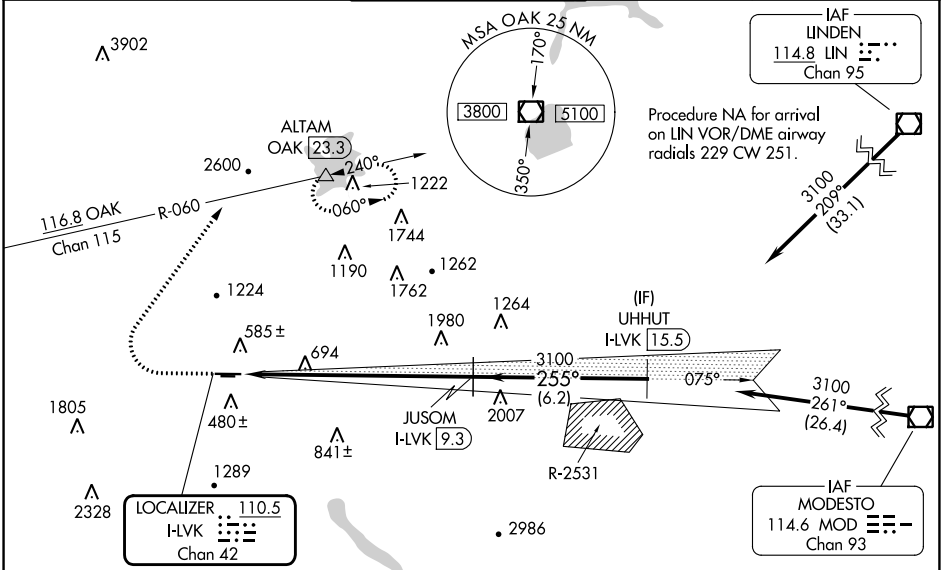 3902
MSA OAK 25 NM
170°
3800
5100
350°
IAF
LINDEN
114.8 LIN
Chan 95
Procedure NA for arrival
on LIN VOR/DME airway
radials 229 CW 251.
3100
209°
(33.1)
ALTAM
OAK 23.3
2600
240°
1222
060°
116.8 OAK
R-060
Chan 115
1744
1190
1762
1262
1224
1264
1980
585±
694
(IF)
UHHUT
I-LVK 15.5
3100
255°
(6.2)
075°
3100
261°
(26.4)
JUSOM
I-LVK 9.3
2007
R-2531
1805
480±
841±
1289
2328
2986
LOCALIZER 110.5
I-LVK
Chan 42
IAF
MODESTO
114.6 MOD
Chan 93